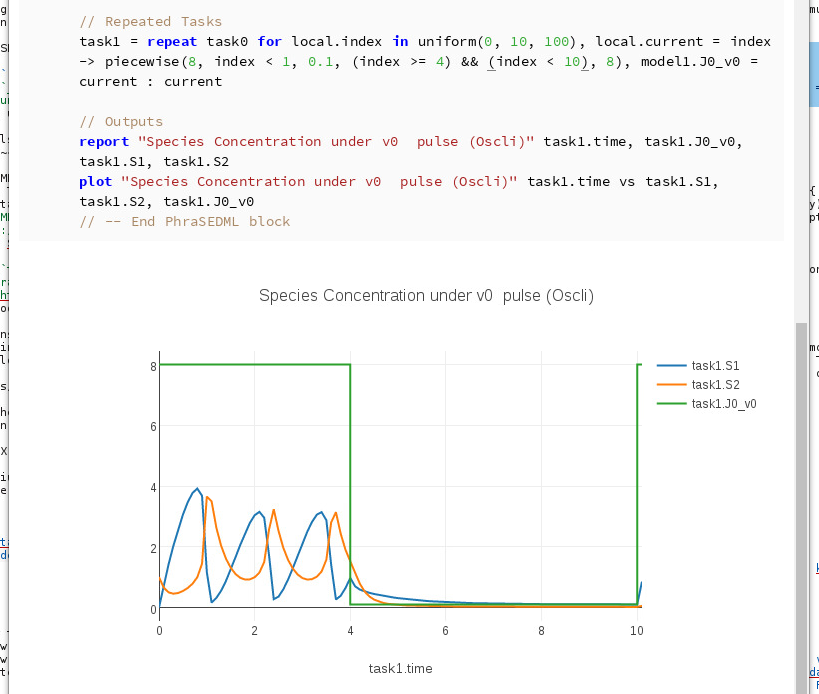 // Repeated Tasks
task1 = repeat task0 for local.index in uniform(0, 10, 100), local.current = index
-> piecewise(8, index < 1, 0.1, (index >= 4) && (index < 10), 8), model1.J0_v0 =
current : current
// Outputs
report "Species Concentration under v0  pulse (Oscli)" task1.time, task1.J0_v0,
task1.S1, task1.S2
plot "Species Concentration under v0  pulse (Oscli)" task1.time vs task1.S1,
task1.S2, task1.J0_v0
// -- End PhraSEDML block
Species Concentration under v0  pulse (Oscli)
8
6
4
2
0
0 2 4 6 8 10
task1.time
task1.S1
task1.S2
task1.J0_v0